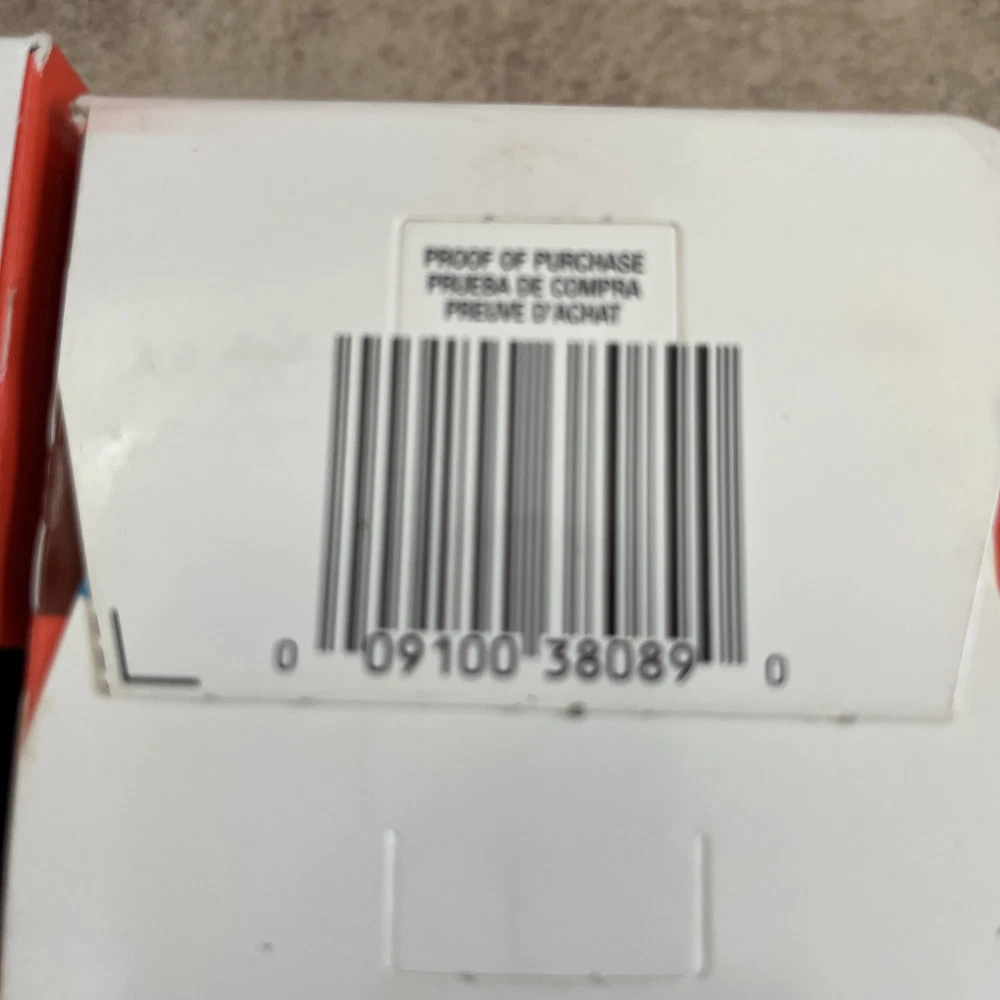 PROOF OF PURCHASE
PRUEBA DE COMPRA
PREUVE D'ACHAT
0 09100 38089 0